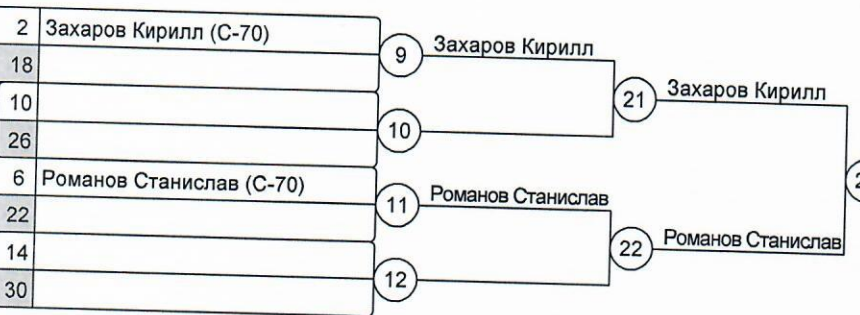 2 Захаров Кирилл (С-70)
18
10
26
6 Романов Станислав (С-70)
22
14
30
9 Захаров Кирилл
10
11 Романов Станислав
12
21 Захаров Кирилл
22 Романов Станислав